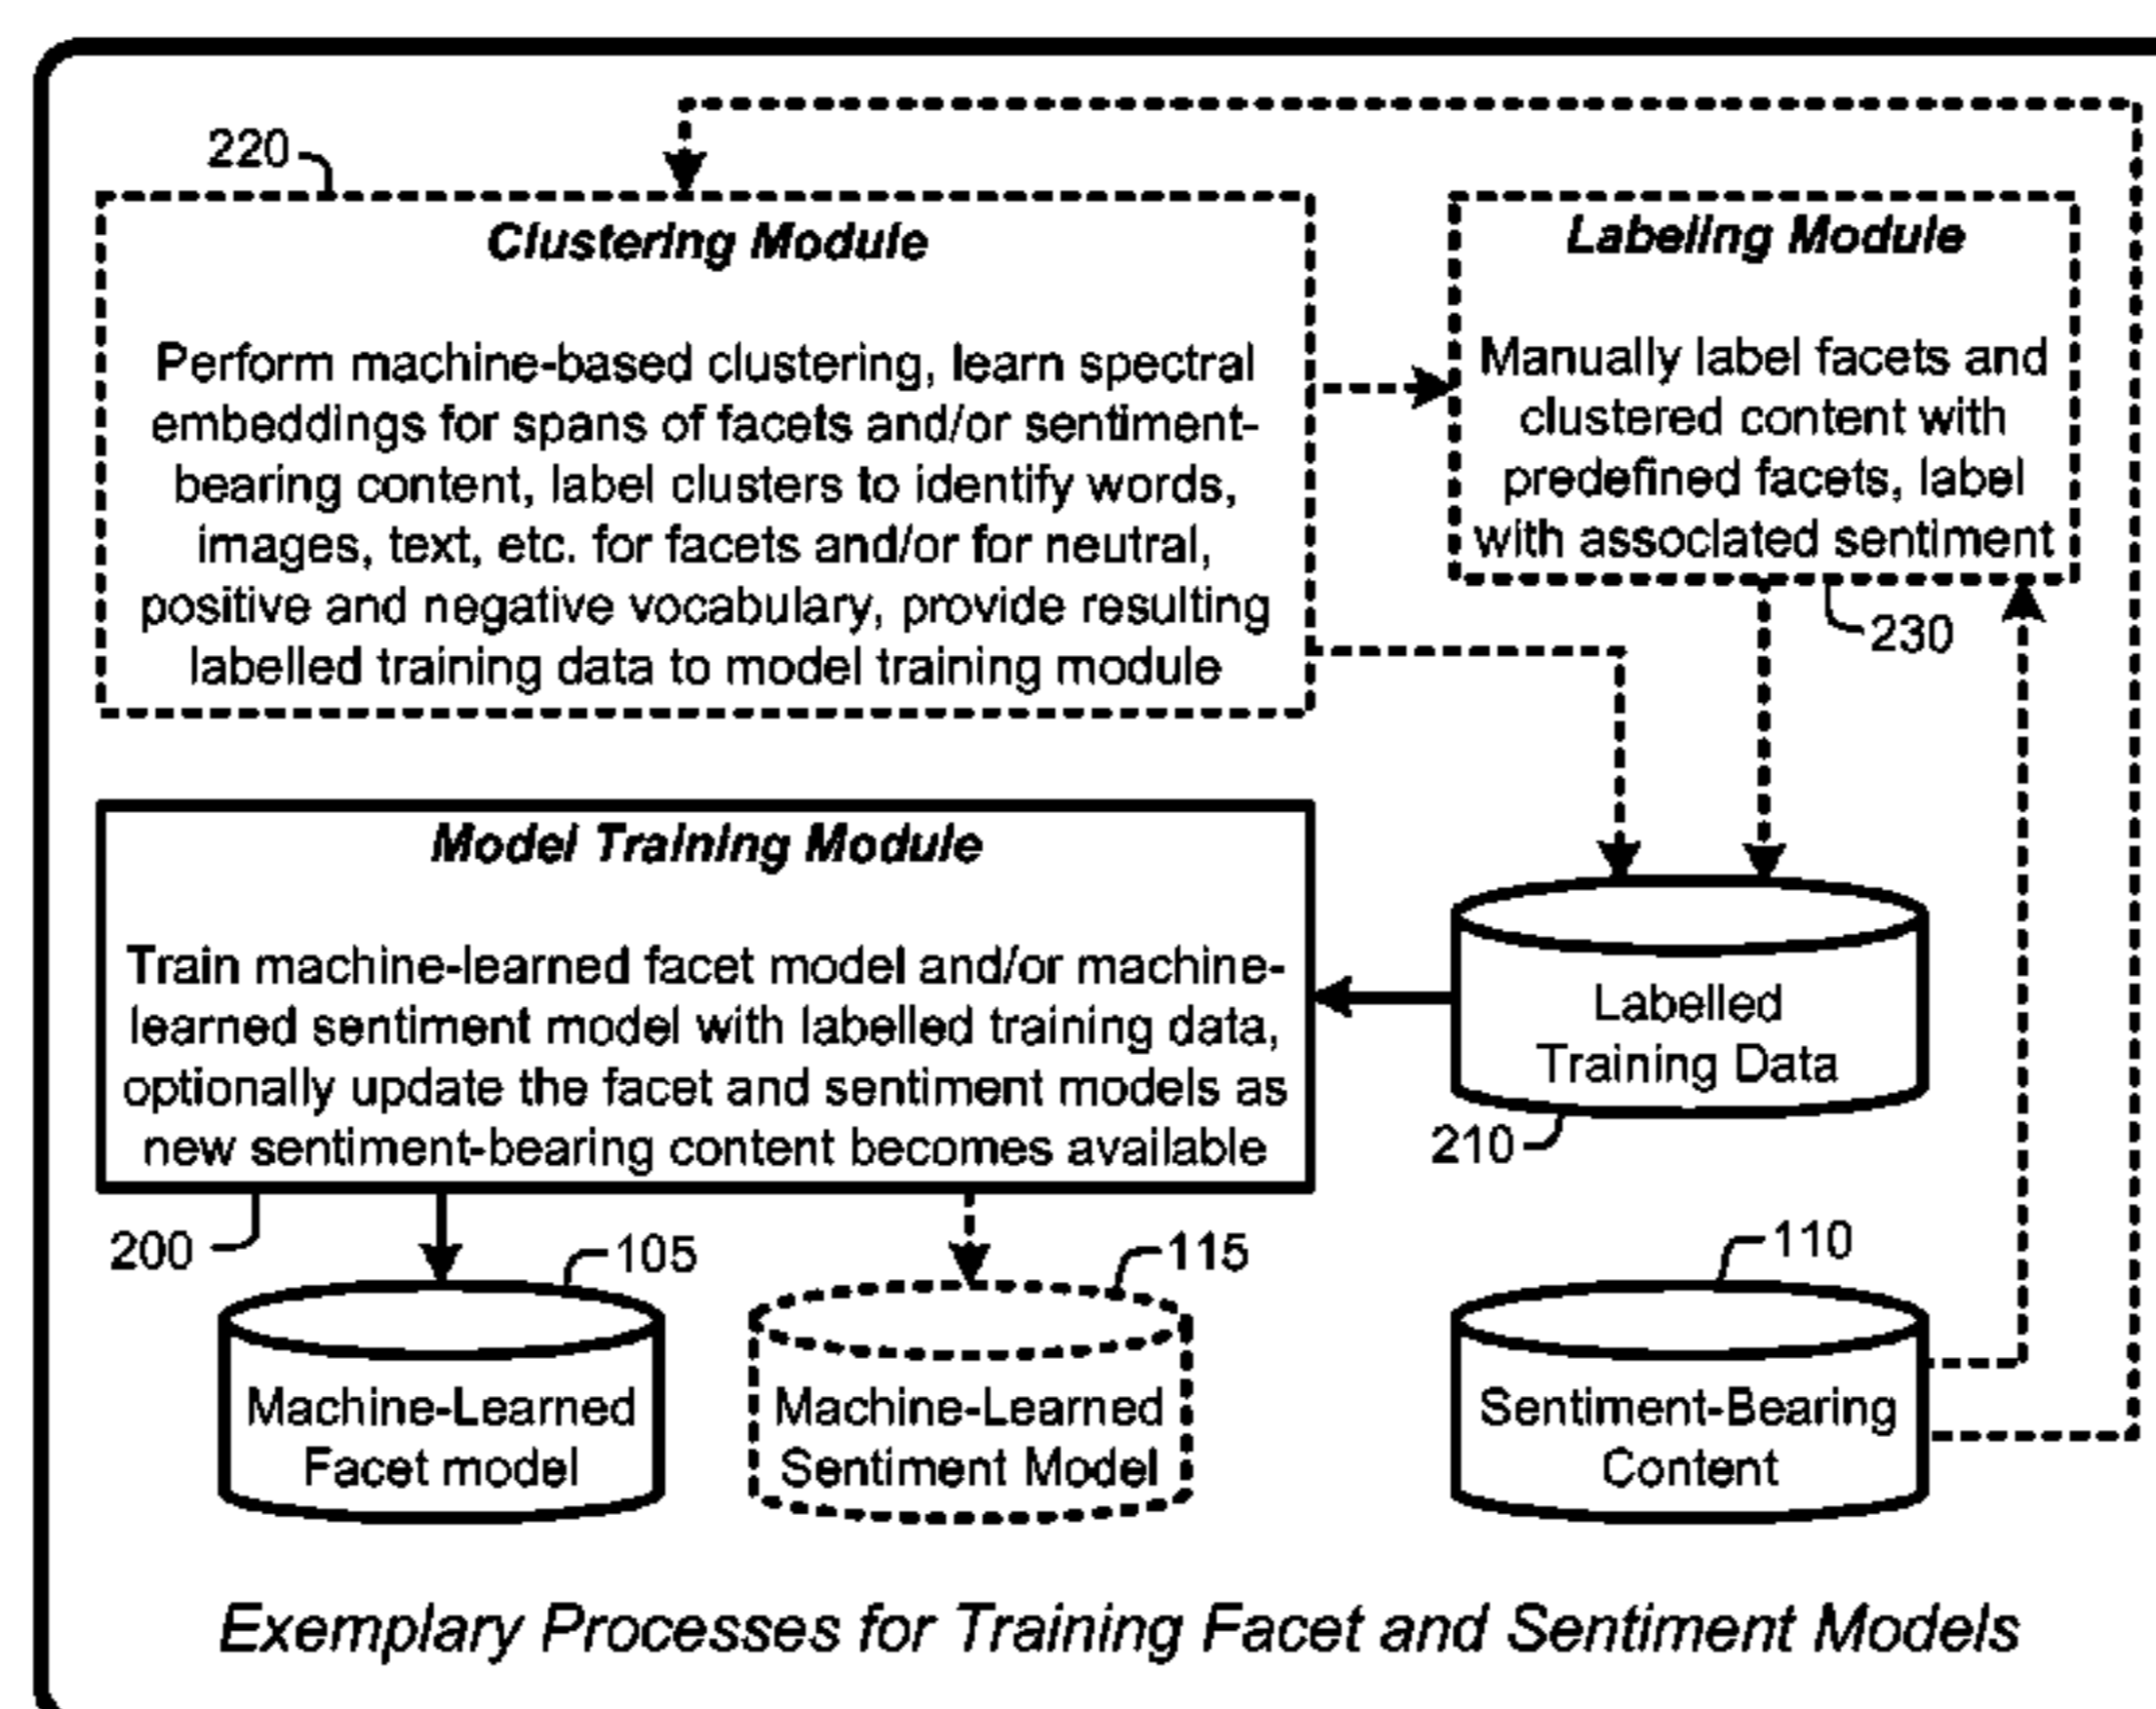 220
Clustering Module
Perform machine-based clustering, learn spectral
embeddings for spans of facets and/or sentiment-
bearing content, label clusters to identify words,
images, text, etc. for facets and/or for neutral,
positive and negative vocabulary, provide resulting
labelled training data to model training module
Labeling Module
Manually label facets and
clustered content with
predefined facets, label
with associated sentiment
230
Model Training Module
Train machine-learned facet model and/or machine-
learned sentiment model with labelled training data,
optionally update the facet and sentiment models as
new sentiment-bearing content becomes available
Labelled
Training Data
210
200
105
115
110
Machine-Learned
Facet model
Machine-Learned
Sentiment Model
Sentiment-Bearing
Content
Exemplary Processes for Training Facet and Sentiment Models